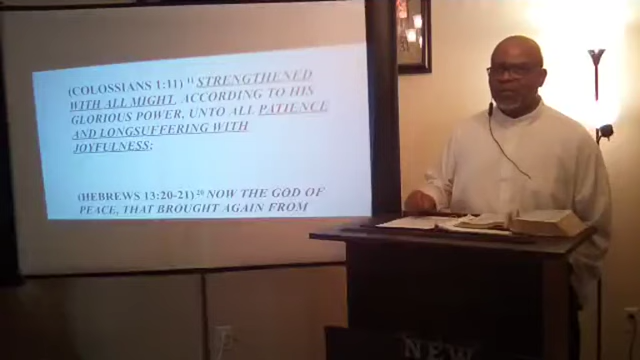 (COLOSSIANS 1:11) 11 STRENGTHENED
WITH ALL MIGHT, ACCORDING TO HIS
GLORIOUS POWER, UNTO ALL PATIENCE
AND LONGSUFFERING WITH
JOYFULNESS;
(HEBREWS 13:20-21) 20 NOW THE GOD OF
PEACE, THAT BROUGHT AGAIN FROM
NEW